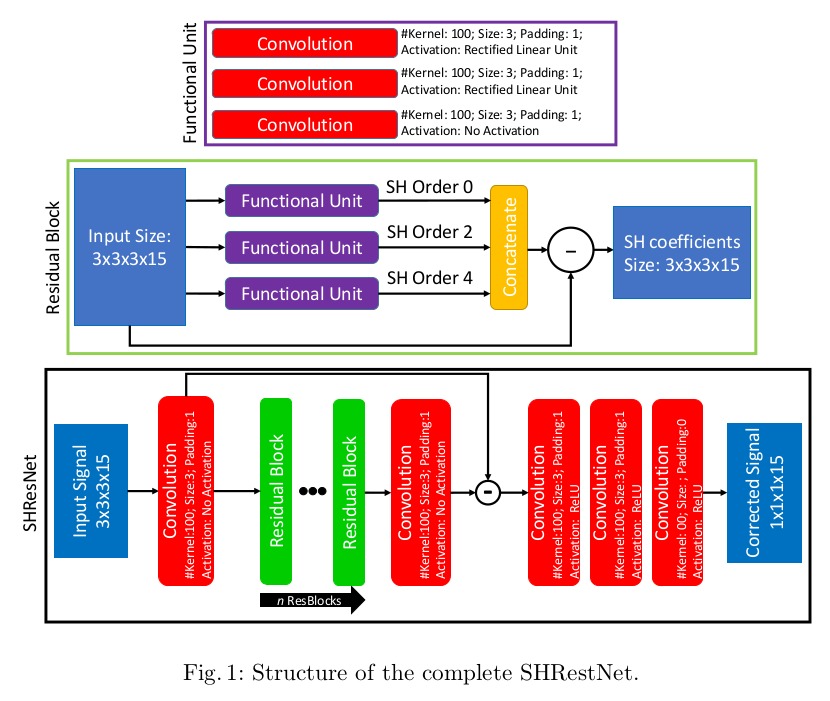 Functional Unit
Convolution
#Kernel: 100; Size: 3; Padding: 1;
Activation: Rectified Linear Unit
Convolution
#Kernel: 100; Size: 3; Padding: 1;
Activation: Rectified Linear Unit
Convolution
#Kernel: 100; Size: 3; Padding: 1;
Activation: No Activation
Residual Block
Input Size:
3x3x3x15
Functional Unit
SH Order 0
Functional Unit
SH Order 2
Functional Unit
SH Order 4
Concatenate
–
SH coefficients
Size: 3x3x3x15
SHResNet
Input Signal
3x3x3x15
Convolution
#Kernel:100; Size:3; Padding:1
Activation: No Activation
Residual Block
Residual Block
n ResBlocks
Convolution
#Kernel:100; Size:3; Padding:1
Activation: No Activation
-
Convolution
#Kernel:100; Size:3; Padding:1
Activation: ReLU
Convolution
#Kernel:100; Size:3; Padding:1
Activation: ReLU
Convolution
#Kernel: 00; Size: ; Padding:0
Activation: ReLU
Corrected Signal
1x1x1x15
Fig. 1: Structure of the complete SHRestNet.